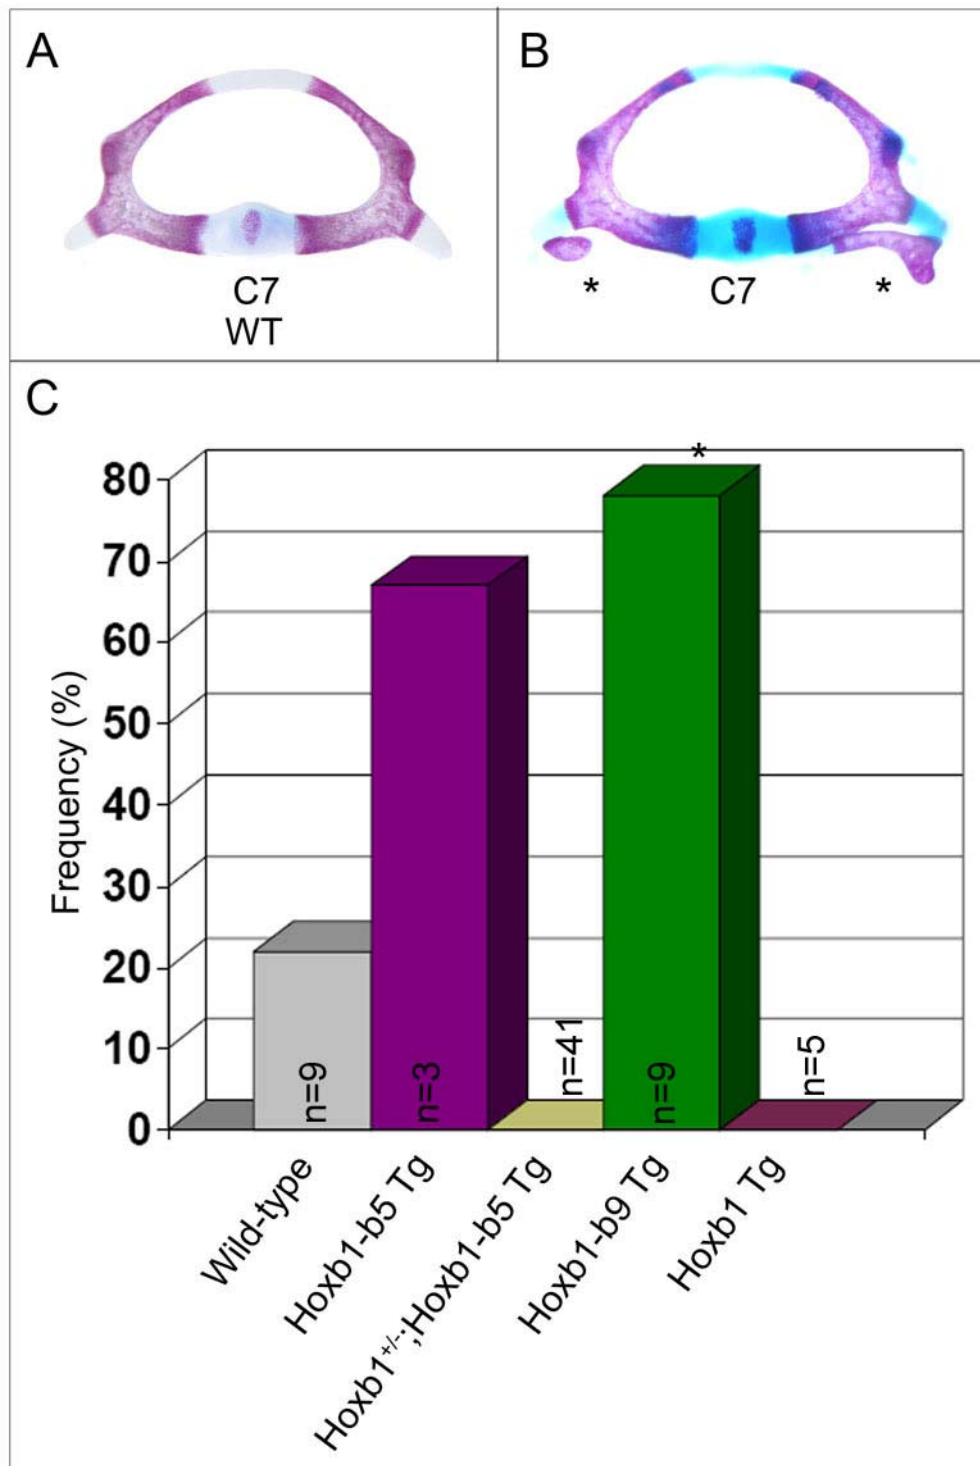 A
B
C7
WT
* C7 *
C
*
80
70
60
50
40
30
20
10
0
Frequency (%)
n=9
n=3
n=41
n=9
n=5
Wild-type
Hoxb1-b5 Tg
Hoxb1+/-;Hoxb1-b5 Tg
Hoxb1-b9 Tg
Hoxb1 Tg